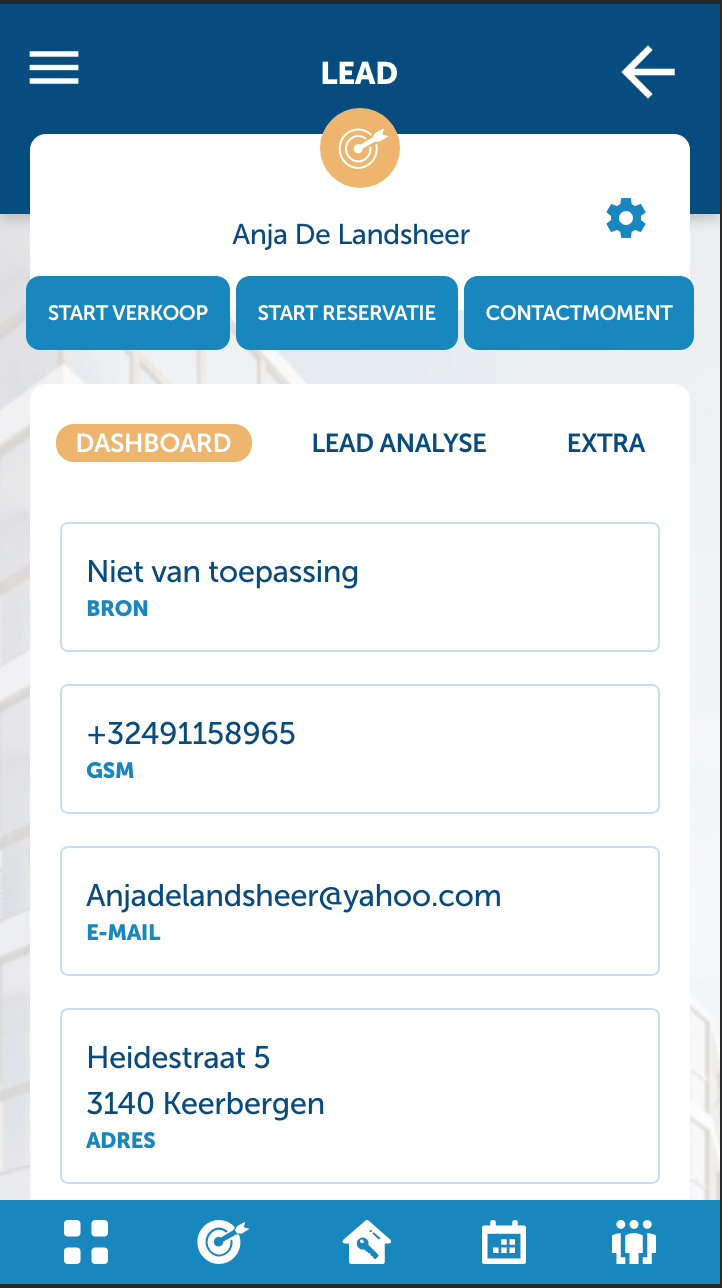 LEAD
Anja De Landsheer
START VERKOOP
START RESERVATIE
CONTACTMOMENT
DASHBOARD
LEAD ANALYSE
EXTRA
Niet van toepassing
BRON
+32491158965
GSM
Anjadelandsheer@yahoo.com
E-MAIL
Heidestraat 5
3140 Keerbergen
ADRES